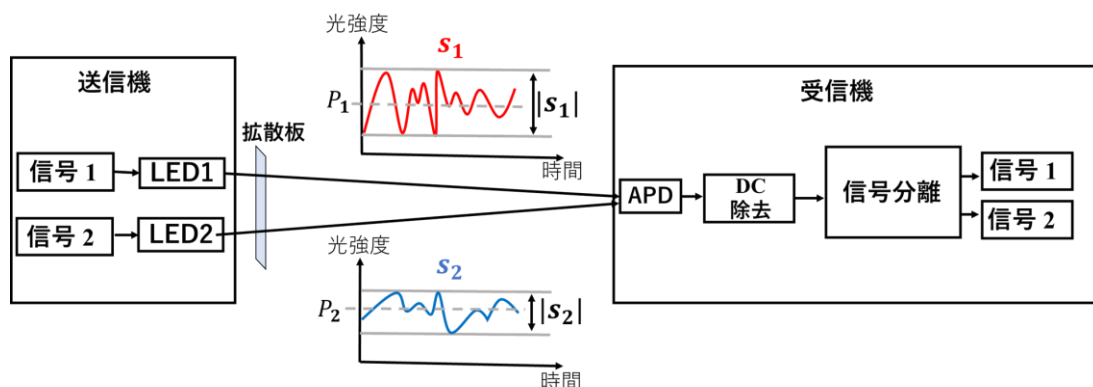 送信機
信号 1
LED1
信号 2
LED2
拡散板
光強度
s₁
P₁
|s₁|
時間
光強度
s₂
P₂
|s₂|
時間
受信機
APD
DC
除去
信号分離
信号 1
信号 2